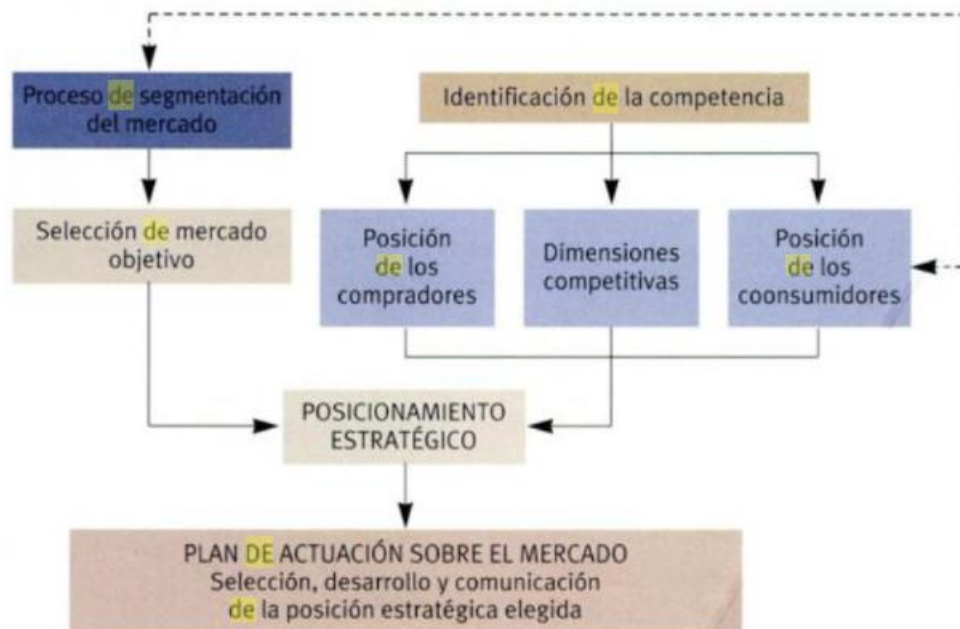 Proceso de segmentación
del mercado
Identificación de la competencia
Selección de mercado
objetivo
Posición
de los
compradores
Dimensiones
competitivas
Posición
de los
coonsumidores
POSICIONAMIENTO
ESTRATÉGICO
PLAN DE ACTUACIÓN SOBRE EL MERCADO
Selección, desarrollo y comunicación
de la posición estratégica elegida